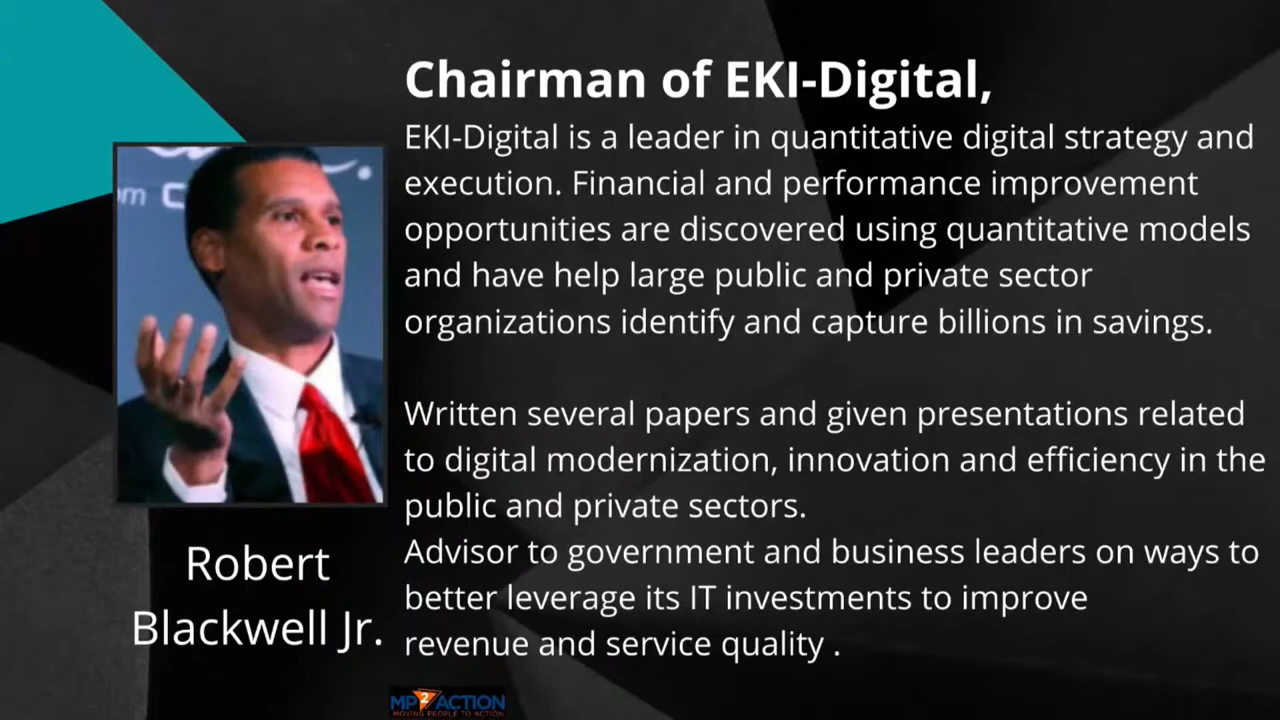 Chairman of EKI-Digital,
EKI-Digital is a leader in quantitative digital strategy and
execution. Financial and performance improvement
opportunities are discovered using quantitative models
and have help large public and private sector
organizations identify and capture billions in savings.
Written several papers and given presentations related
to digital modernization, innovation and efficiency in the
public and private sectors.
Advisor to government and business leaders on ways to
better leverage its IT investments to improve
revenue and service quality .
Robert
Blackwell Jr.
MP2ACTION
MOVING PEOPLE TO ACTION